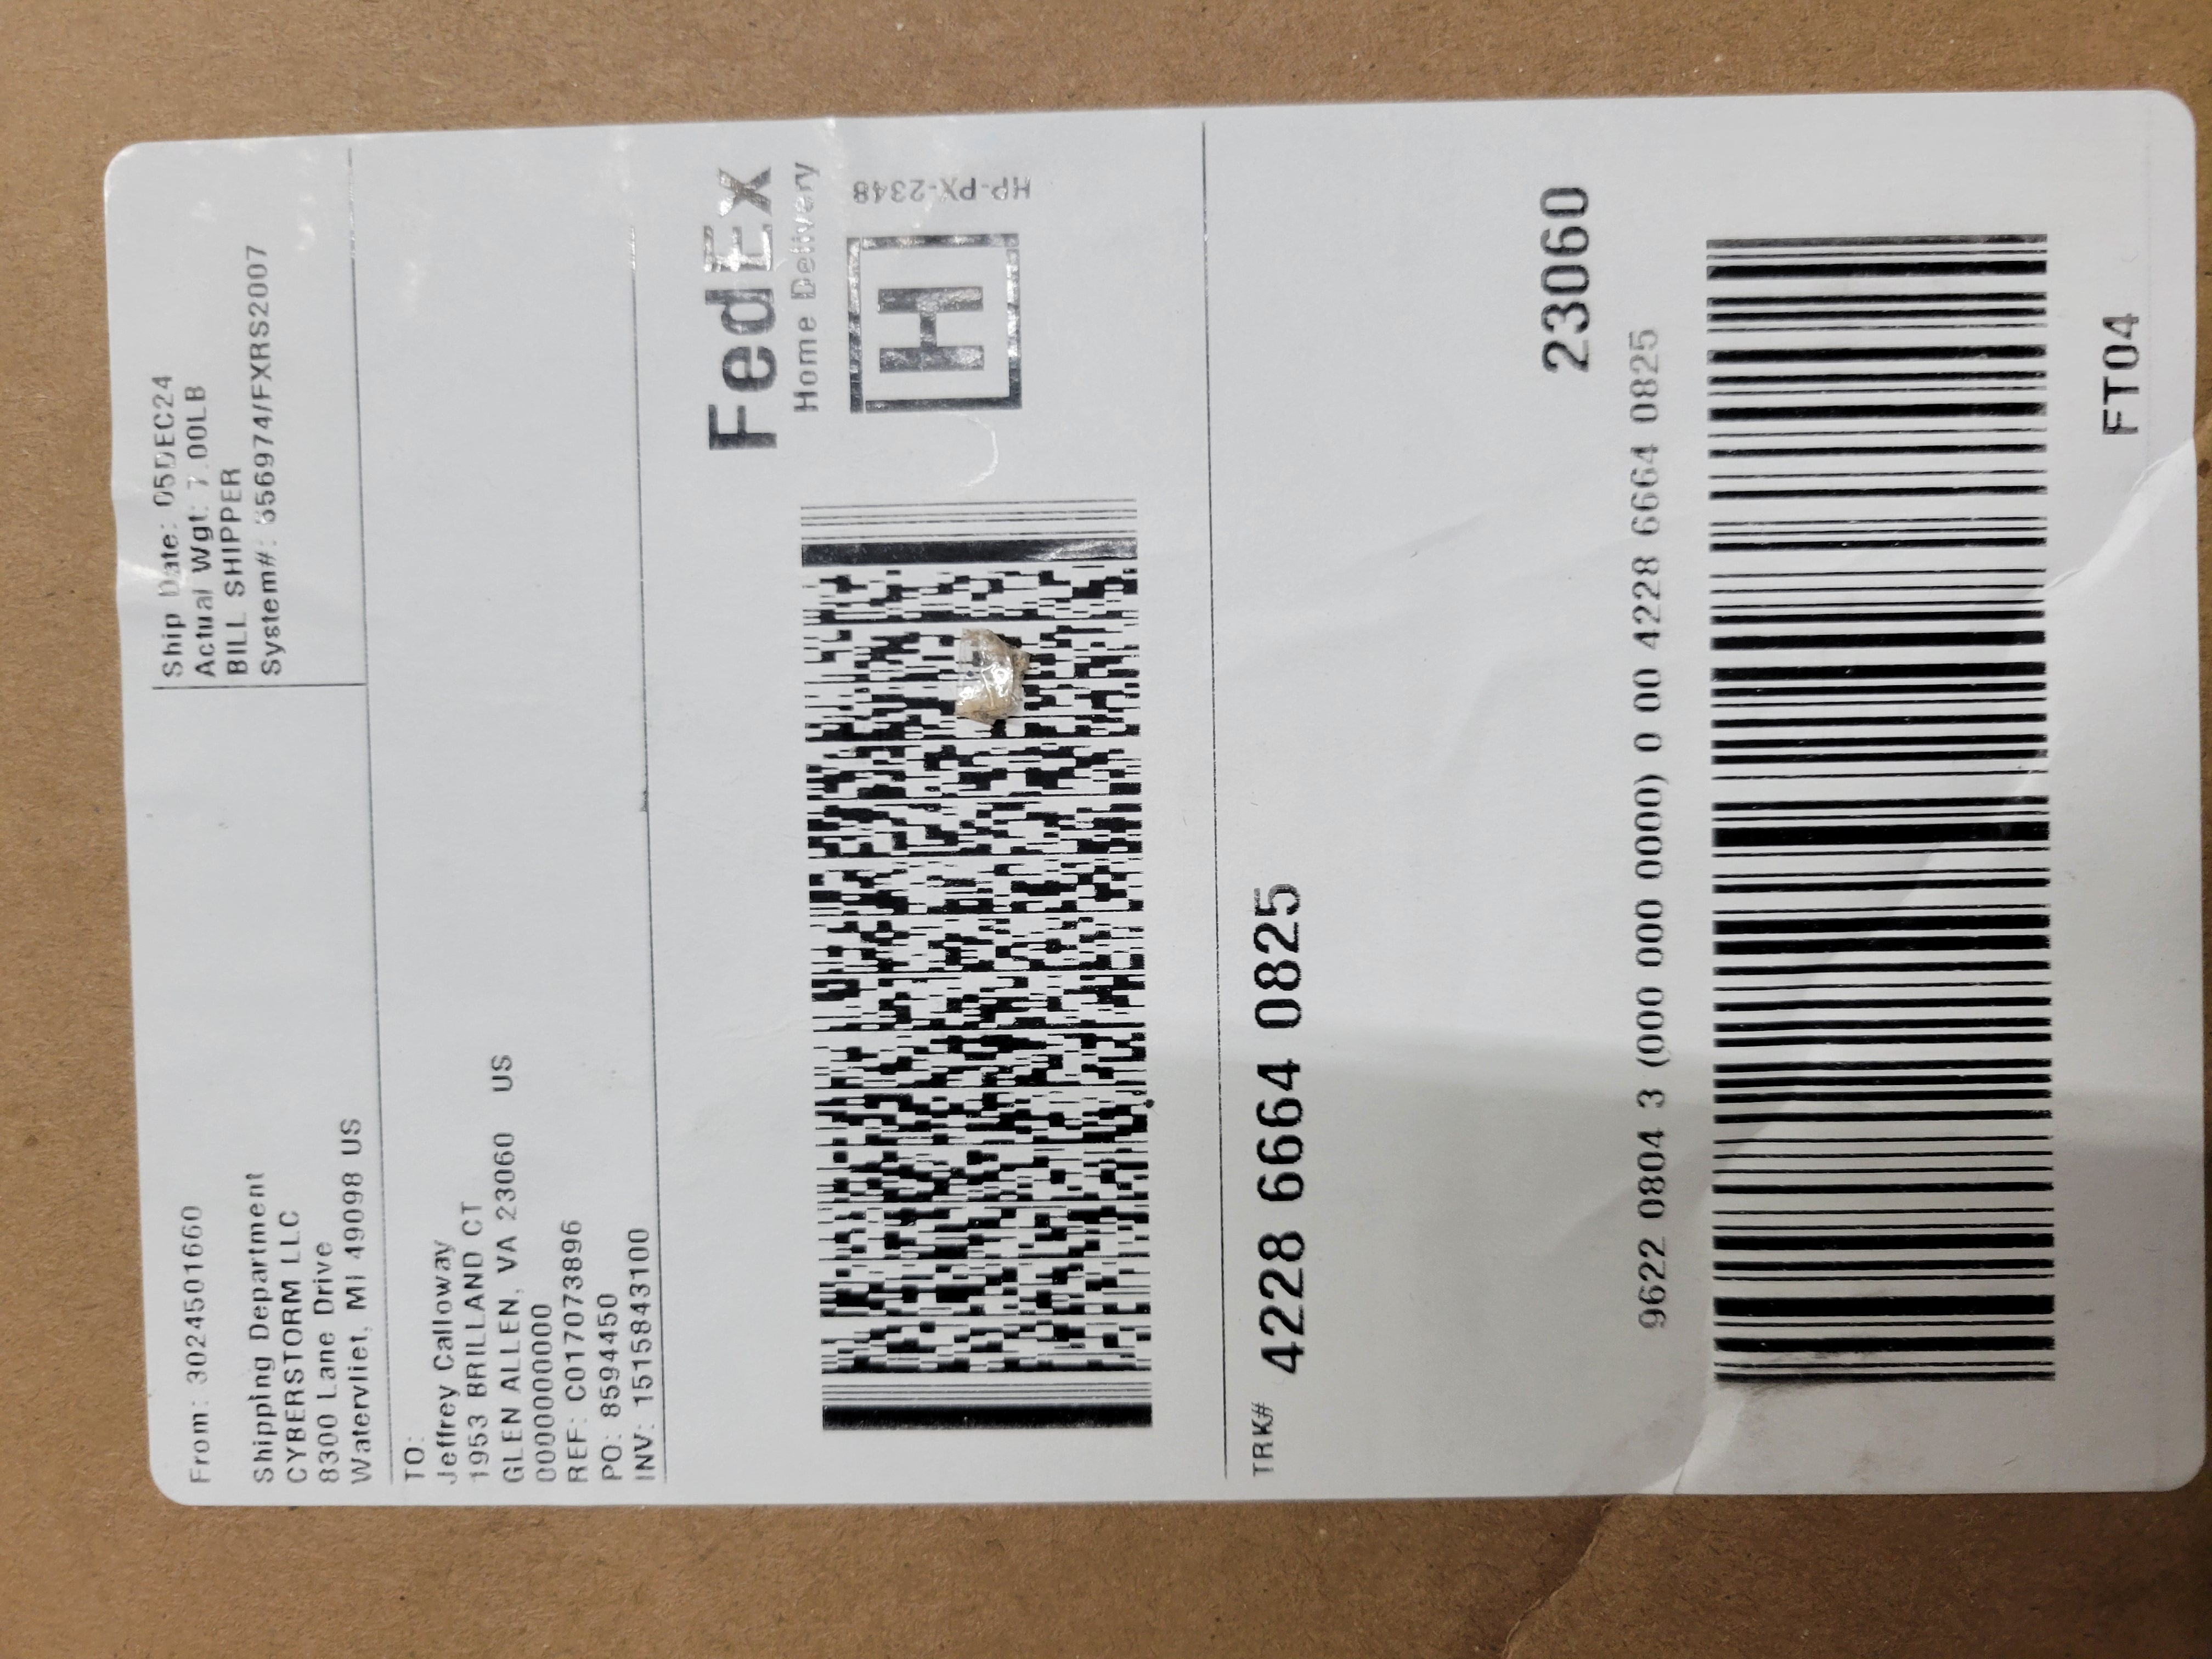 From: 3024501660
Shipping Department
CYBERSTORM LLC
8300 Lane Drive
Watervliet, MI 49098 US
Ship Date: 05DEC24
Actual Wgt: 7.00LB
BILL SHIPPER
System#: 556974/FXRS2007
TO:
Jeffrey Calloway
1953 BRILLAND CT
GLEN ALLEN, VA 23060 US
0000000000
REF: C017073896
PO: 8594450
INV: 1515843100
FedEx
Home Delivery
H
HP-PX-2348
TRK# 4228 6664 0825
23060
9622 0804 3 (000 000 0000) 0 00 4228 6664 0825
FT04